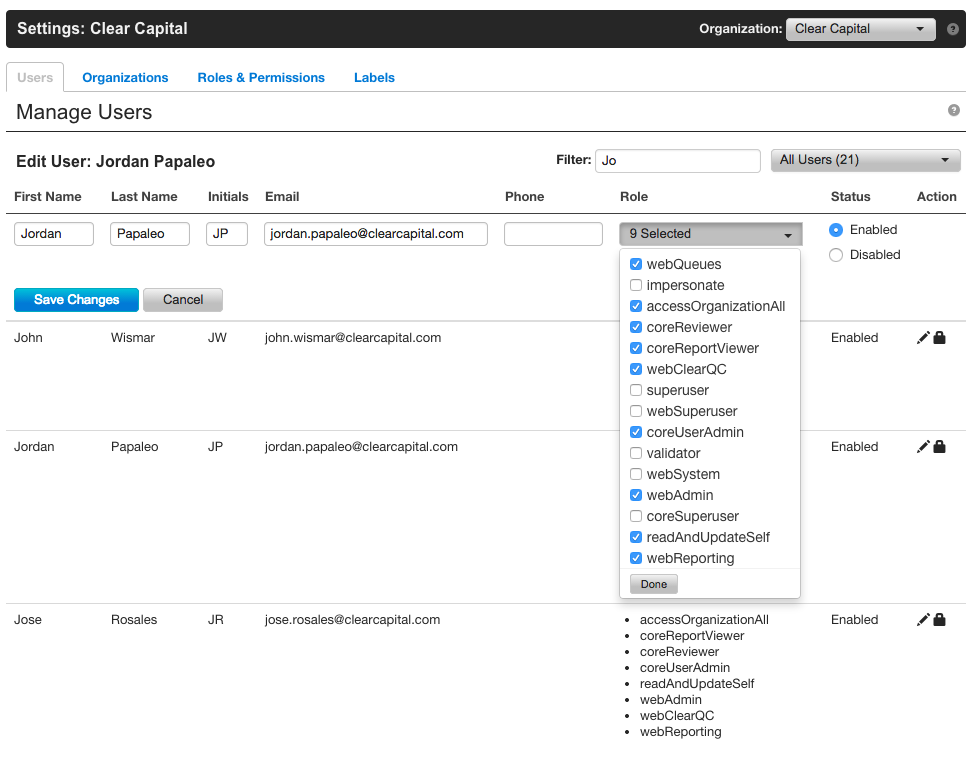 Settings: Clear Capital Organization: Clear Capital ?
Users Organizations Roles & Permissions Labels
Manage Users ?
Edit User: Jordan Papaleo Filter: Jo All Users (21)
First Name Last Name Initials Email Phone Role Status Action
Jordan Papaleo JP jordan.papaleo@clearcapital.com 9 Selected Enabled
Disabled
webQueues
impersonate
accessOrganizationAll
coreReviewer
coreReportViewer
webClearQC
superuser
webSuperuser
coreUserAdmin
validator
webSystem
webAdmin
coreSuperuser
readAndUpdateSelf
webReporting
Done
Save Changes Cancel
John Wismar JW john.wismar@clearcapital.com Enabled
Jordan Papaleo JP jordan.papaleo@clearcapital.com Enabled
Jose Rosales JR jose.rosales@clearcapital.com • accessOrganizationAll Enabled
• coreReportViewer
• coreReviewer
• coreUserAdmin
• readAndUpdateSelf
• webAdmin
• webClearQC
• webReporting